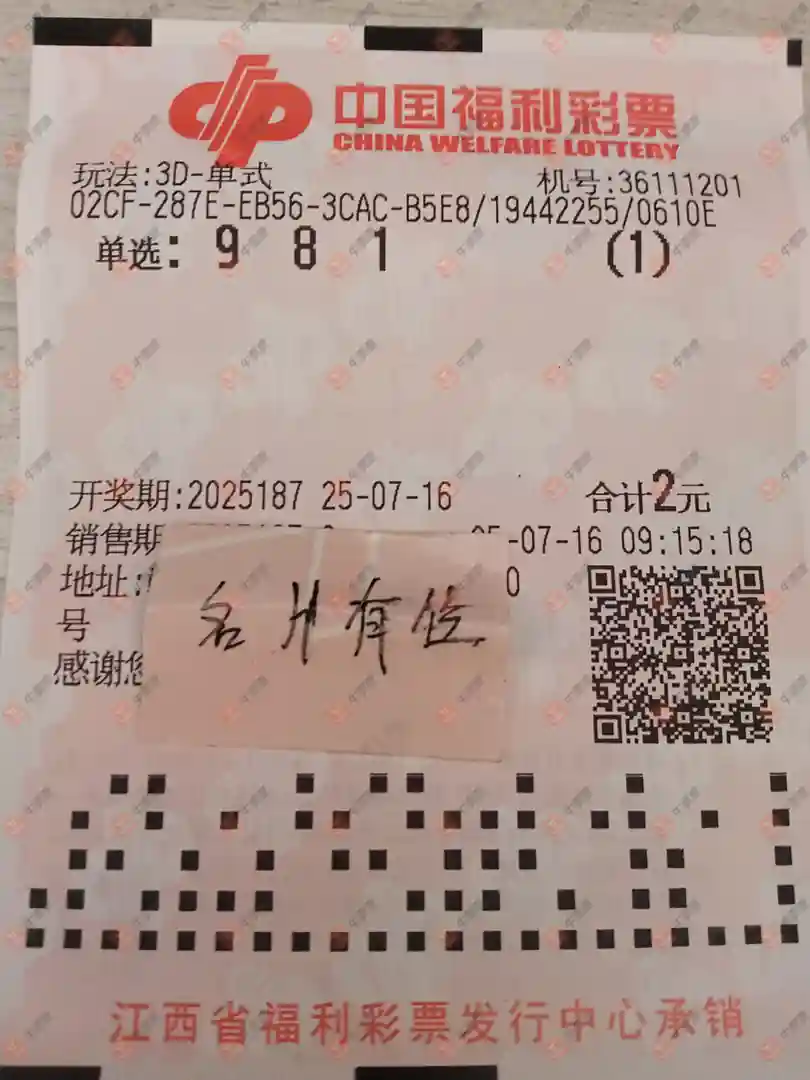 中国福利彩票
CHINA WELFARE LOTTERY
玩法:3D-单式 机号:36111201
02CF-287E-EB56-3CAC-B5E8/19442255/0610E
单选: 9 8 1 (1)
开奖期:2025187 25-07-16 合计2元
销售期 -07-16 09:15:18
地址: 0
号
感谢您
名片有位
江西省福利彩票发行中心承销